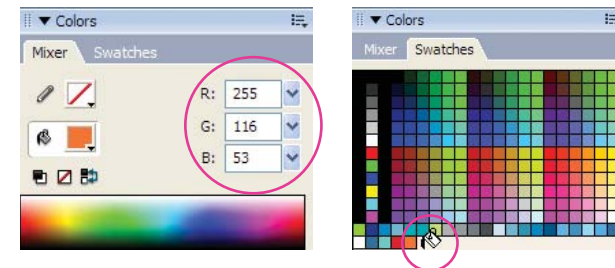 Colors
Mixer Swatches
R: 255
G: 116
B: 53
Colors
Mixer Swatches